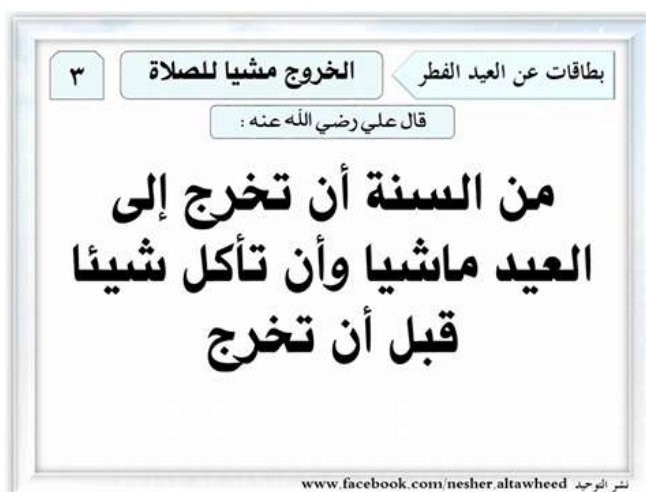 بطاقات عن العيد الفطر
الخروج مشيا للصلاة
٣
قال علي رضي الله عنه :
من السنة أن تخرج إلى
العيد ماشيا وأن تأكل شيئا
قبل أن تخرج
نشر التوحيد www.facebook.com/nesher.altawheed